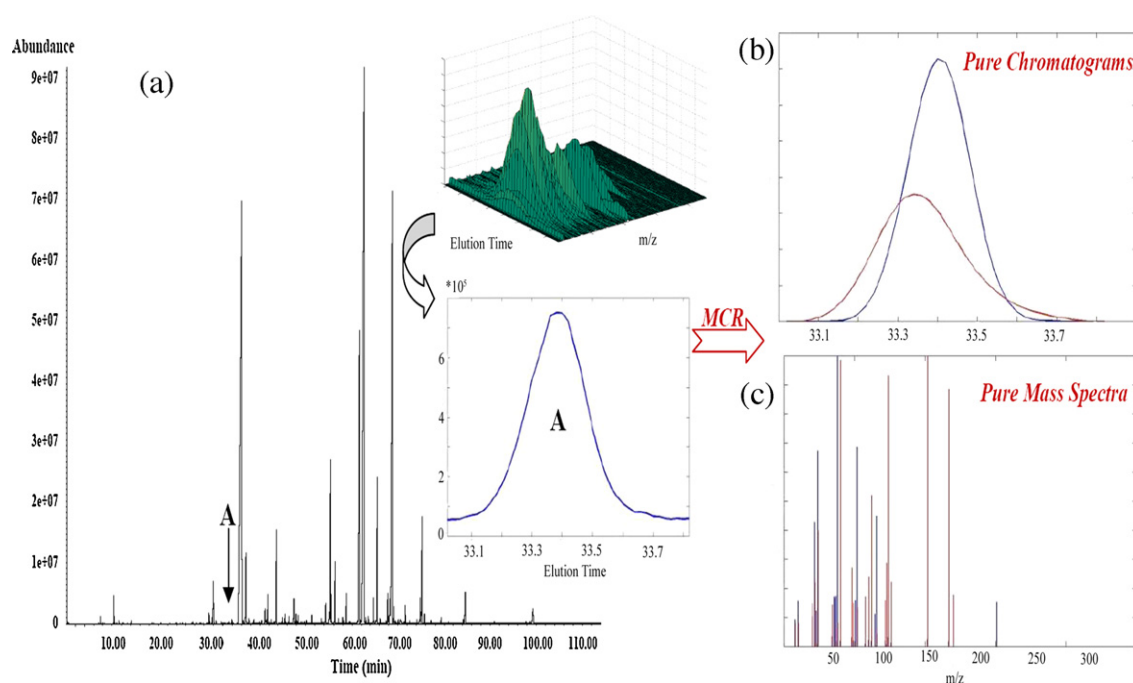 Abundance
(a)
9e+07
8e+07
7e+07
6e+07
5e+07
4e+07
3e+07
2e+07
1e+07
0
A
10.00 20.00 30.00 40.00 50.00 60.00 70.00 80.00 90.00 100.00 110.00
Time (min)
Elution Time
m/z
*10⁵
6
4
2
0
A
33.1 33.3 33.5 33.7
Elution Time
MCR
(b)
Pure Chromatograms
33.1 33.3 33.5 33.7
(c)
Pure Mass Spectra
50 100 150 200 250 300
m/z